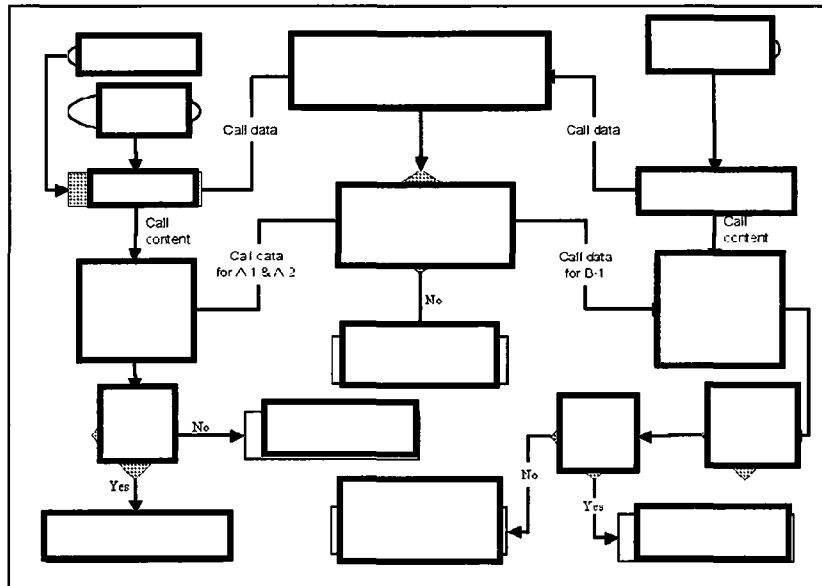 Call data
Call data
Call
content
Call
content
Call cata
for A 1 & A-2
Call data
for B-1
No
No
Yes
No
Yes